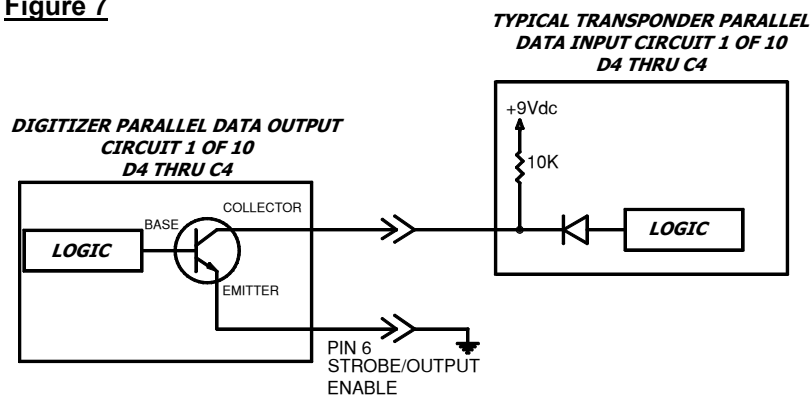 Figure 7
TYPICAL TRANSPONDER PARALLEL
DATA INPUT CIRCUIT 1 OF 10
D4 THRU C4
DIGITIZER PARALLEL DATA OUTPUT
CIRCUIT 1 OF 10
D4 THRU C4
+9Vdc
10K
COLLECTOR
BASE
LOGIC
LOGIC
EMITTER
PIN 6
STROBE/OUTPUT
ENABLE